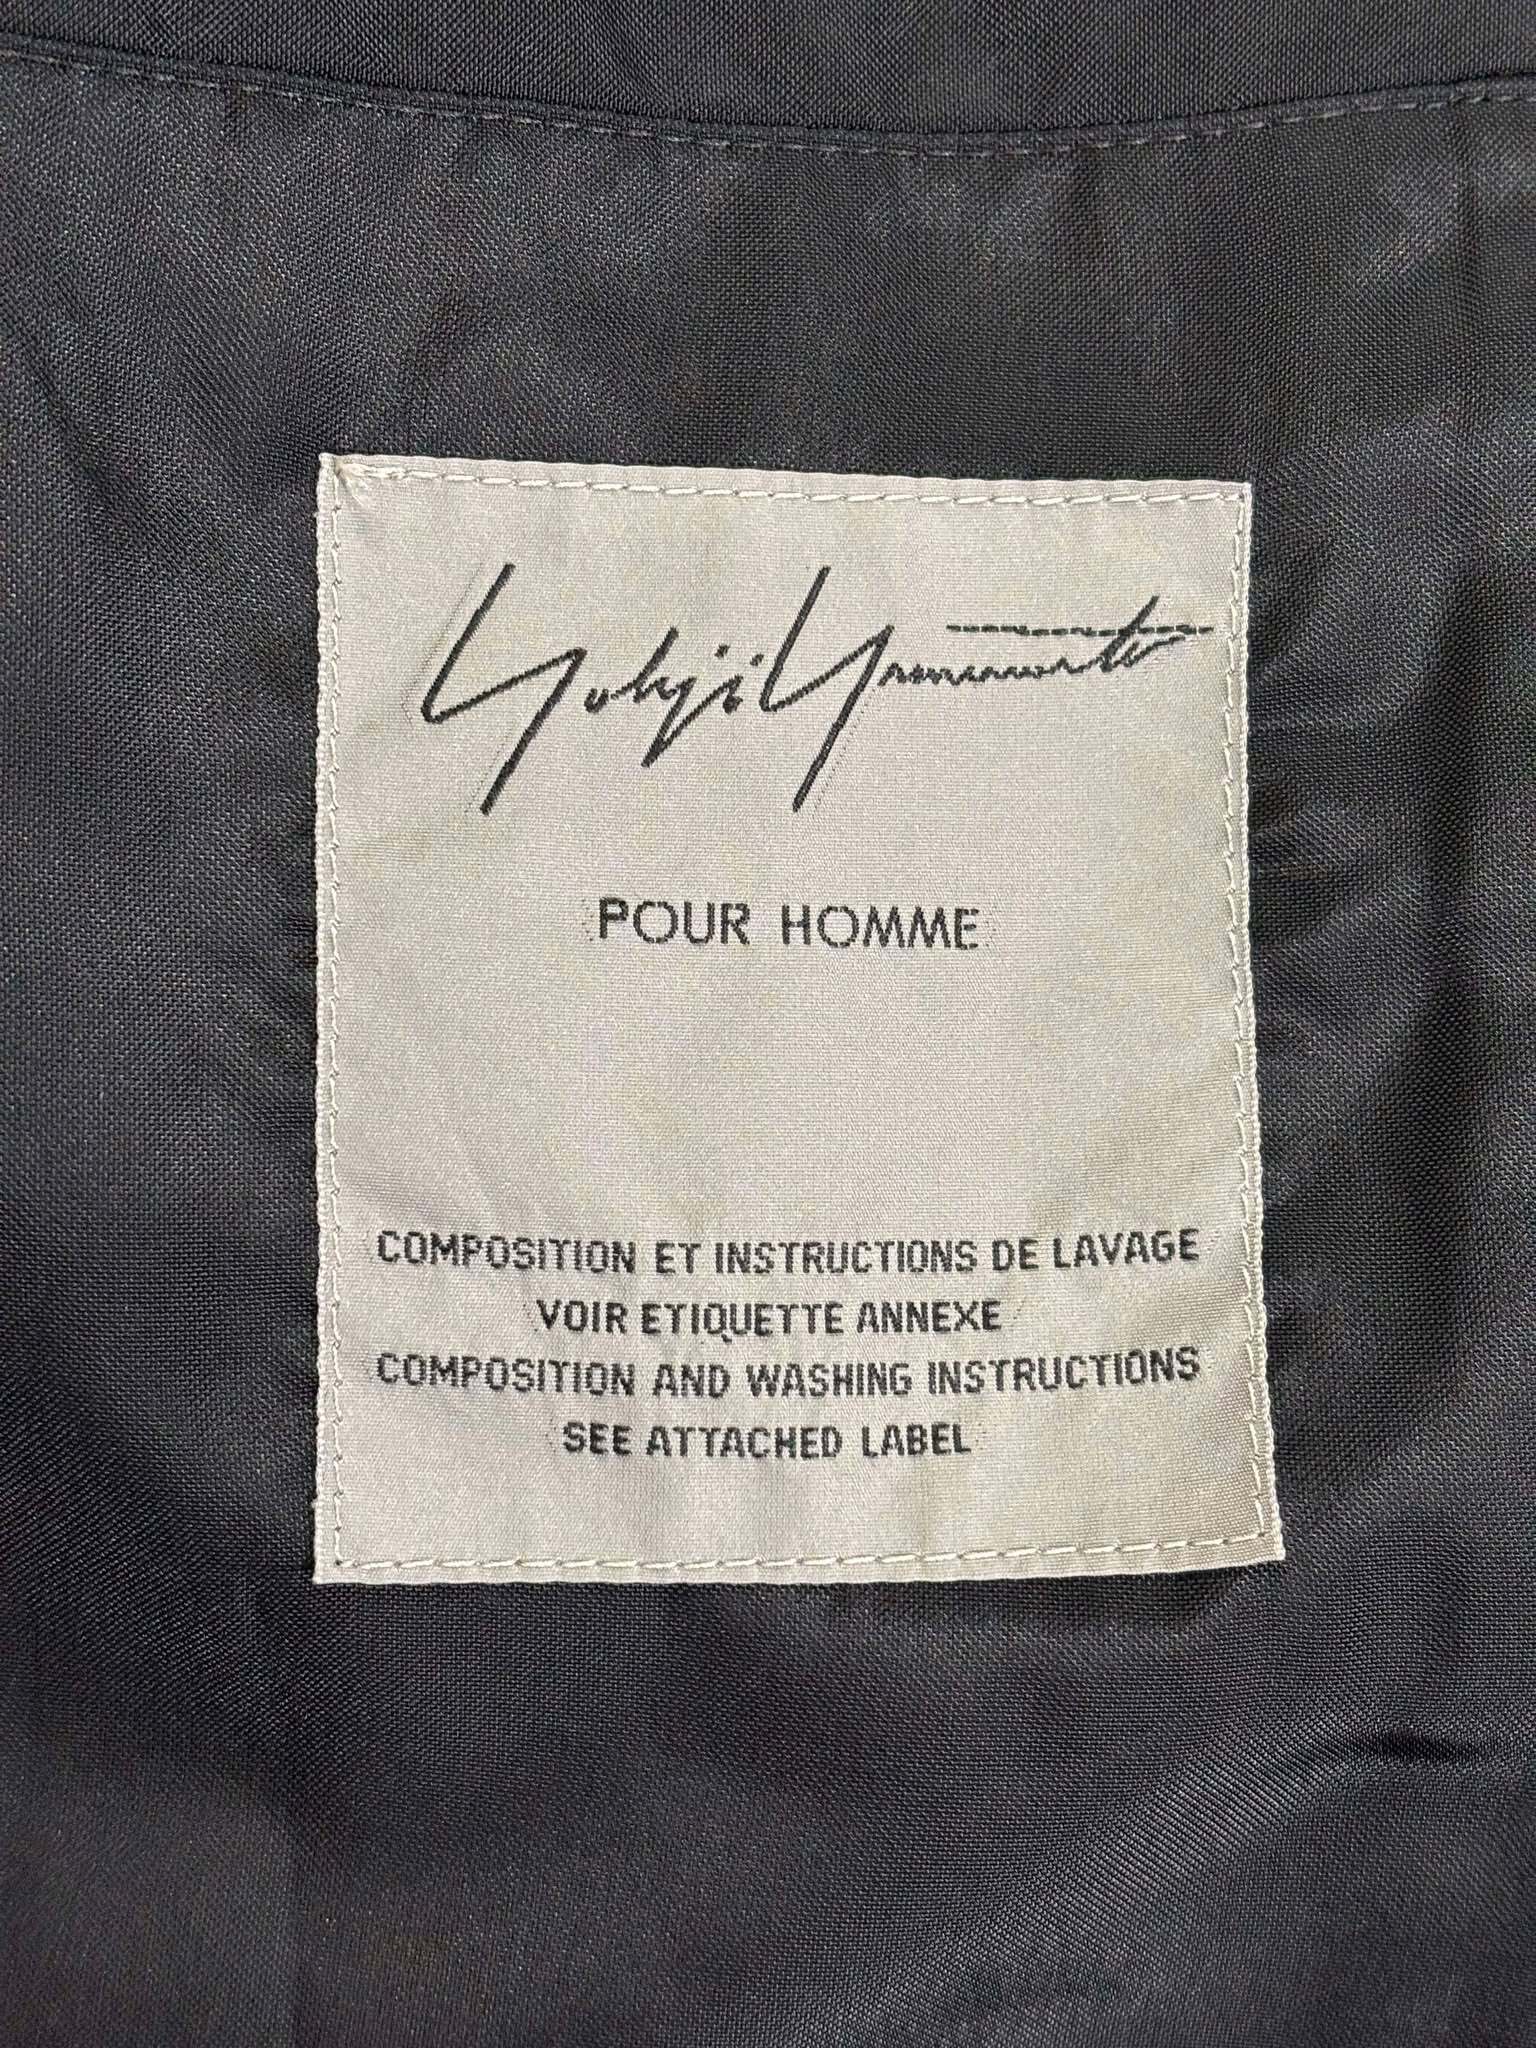 Yohji Yamamoto
POUR HOMME
COMPOSITION ET INSTRUCTIONS DE LAVAGE
VOIR ETIQUETTE ANNEXE
COMPOSITION AND WASHING INSTRUCTIONS
SEE ATTACHED LABEL